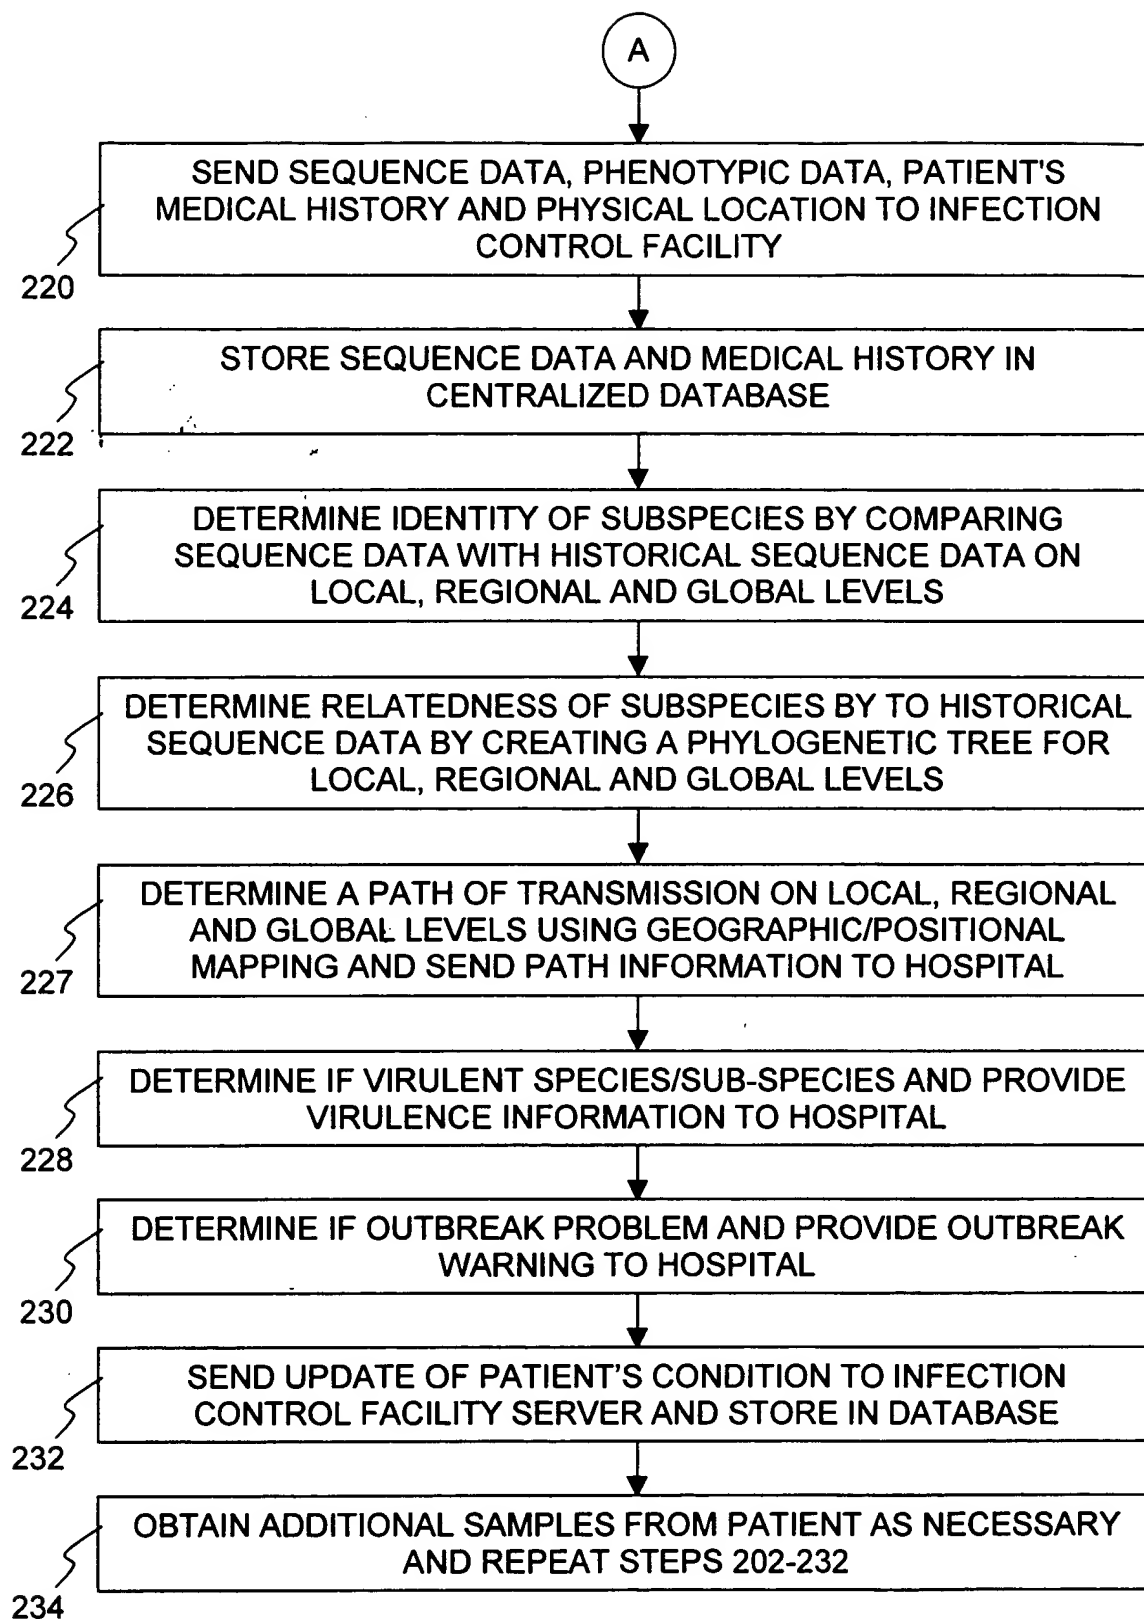 A
SEND SEQUENCE DATA, PHENOTYPIC DATA, PATIENT'S
MEDICAL HISTORY AND PHYSICAL LOCATION TO INFECTION
CONTROL FACILITY
220
STORE SEQUENCE DATA AND MEDICAL HISTORY IN
CENTRALIZED DATABASE
222
DETERMINE IDENTITY OF SUBSPECIES BY COMPARING
SEQUENCE DATA WITH HISTORICAL SEQUENCE DATA ON
LOCAL, REGIONAL AND GLOBAL LEVELS
224
DETERMINE RELATEDNESS OF SUBSPECIES BY TO HISTORICAL
SEQUENCE DATA BY CREATING A PHYLOGENETIC TREE FOR
LOCAL, REGIONAL AND GLOBAL LEVELS
226
DETERMINE A PATH OF TRANSMISSION ON LOCAL, REGIONAL
AND GLOBAL LEVELS USING GEOGRAPHIC/POSITIONAL
MAPPING AND SEND PATH INFORMATION TO HOSPITAL
227
DETERMINE IF VIRULENT SPECIES/SUB-SPECIES AND PROVIDE
VIRULENCE INFORMATION TO HOSPITAL
228
DETERMINE IF OUTBREAK PROBLEM AND PROVIDE OUTBREAK
WARNING TO HOSPITAL
230
SEND UPDATE OF PATIENT'S CONDITION TO INFECTION
CONTROL FACILITY SERVER AND STORE IN DATABASE
232
OBTAIN ADDITIONAL SAMPLES FROM PATIENT AS NECESSARY
AND REPEAT STEPS 202-232
234